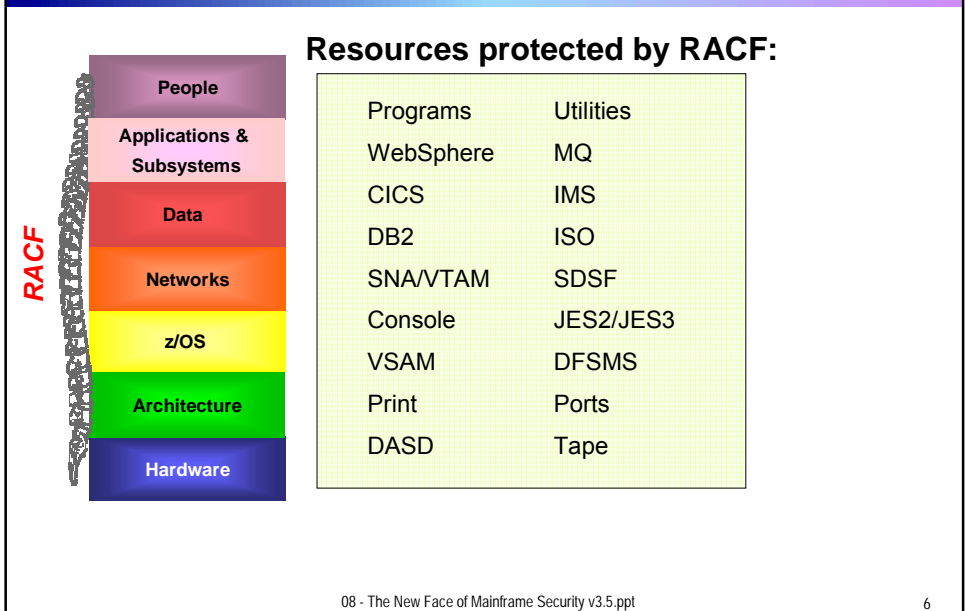 Resources protected by RACF:
RACF
People
Applications &
Subsystems
Data
Networks
z/OS
Architecture
Hardware
Programs Utilities
WebSphere MQ
CICS IMS
DB2 ISO
SNA/VTAM SDSF
Console JES2/JES3
VSAM DFSMS
Print Ports
DASD Tape
08 - The New Face of Mainframe Security v3.5.ppt 6